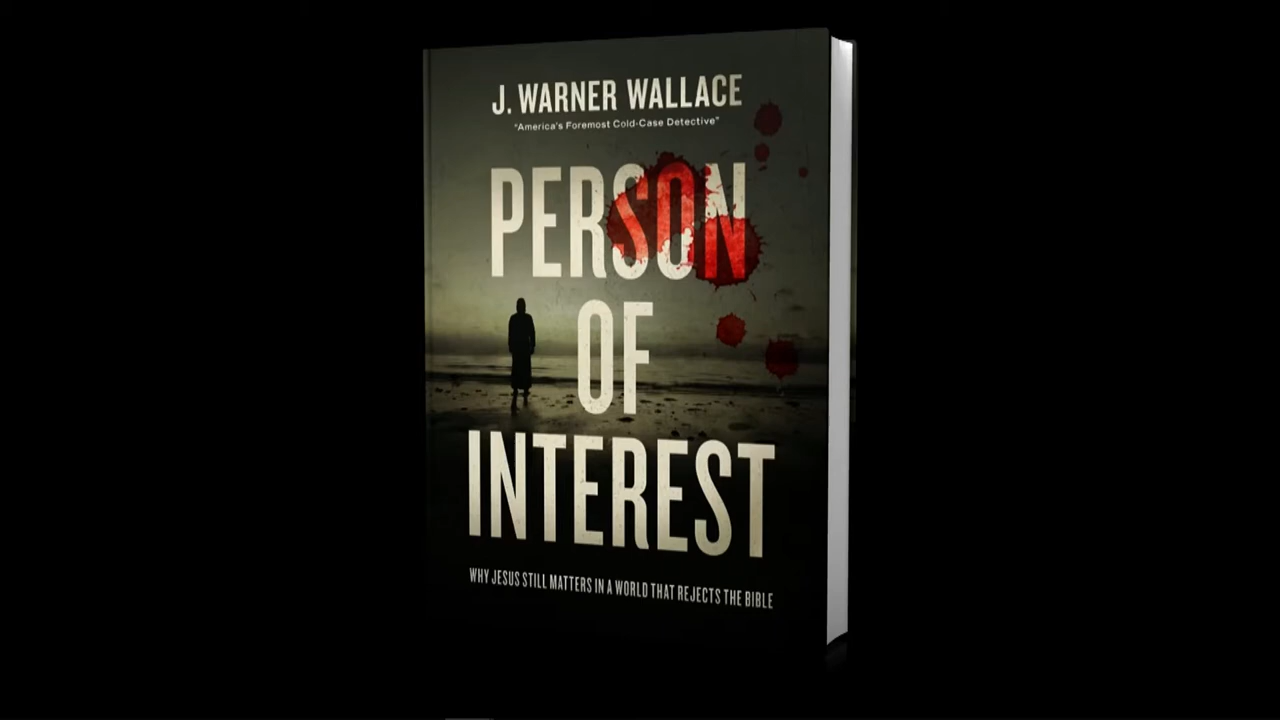 J. WARNER WALLACE
"America's Foremost Cold-Case Detective"
PERSON
OF
INTEREST
WHY JESUS STILL MATTERS IN A WORLD THAT REJECTS THE BIBLE